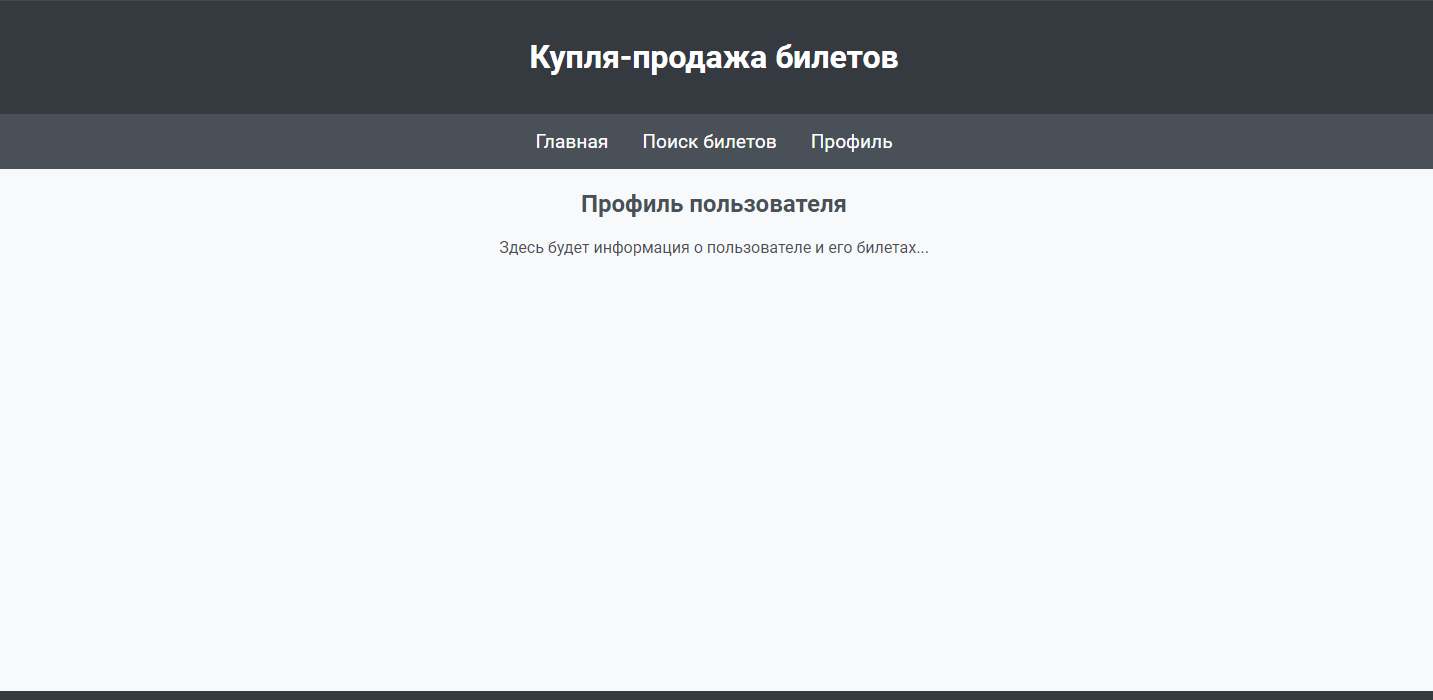 Купля-продажа билетов
Главная Поиск билетов Профиль
Профиль пользователя
Здесь будет информация о пользователе и его билетах...